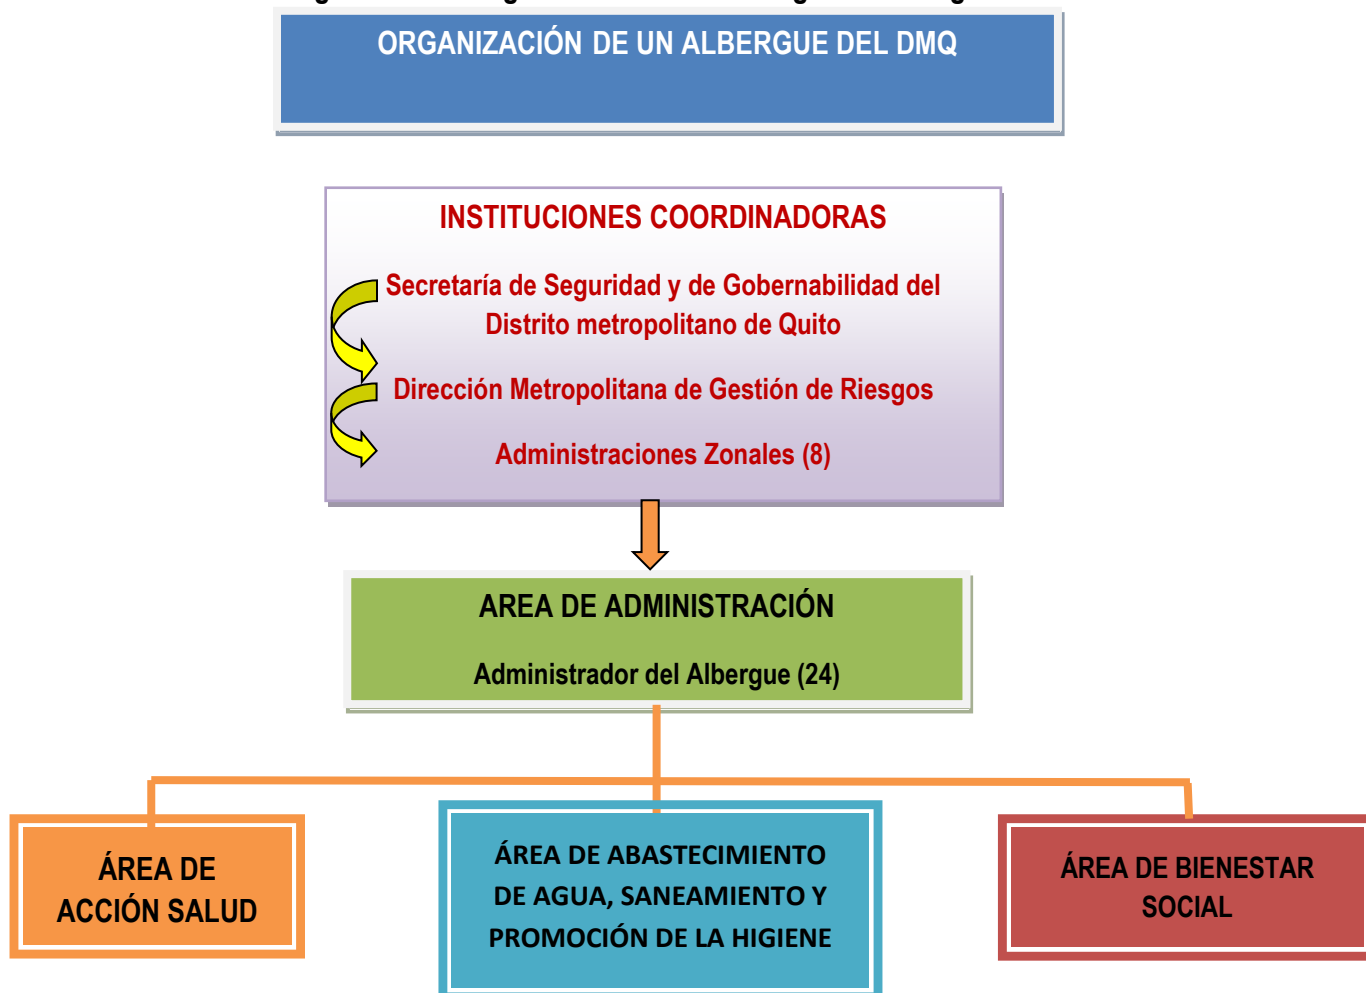 ORGANIZACIÓN DE UN ALBERGUE DEL DMQ
INSTITUCIONES COORDINADORAS
Secretaría de Seguridad y de Gobernabilidad del
Distrito metropolitano de Quito
Dirección Metropolitana de Gestión de Riesgos
Administraciones Zonales (8)
AREA DE ADMINISTRACIÓN
Administrador del Albergue (24)
ÁREA DE
ACCIÓN SALUD
ÁREA DE ABASTECIMIENTO
DE AGUA, SANEAMIENTO Y
PROMOCIÓN DE LA HIGIENE
ÁREA DE BIENESTAR
SOCIAL